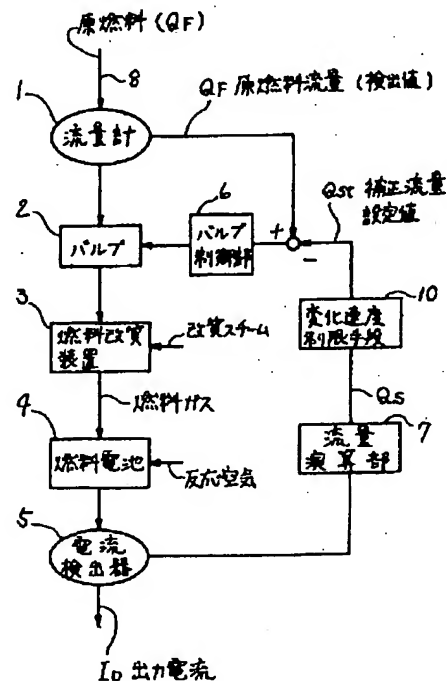 原燃料 (QF)
8
1
流量計
QF 原燃料流量 (検出値)
2
バルブ
6
バルブ
制御部
+
-
Qsc 補正流量
設定値
10
変化速度
制限手段
3
燃料改質
装置
改質スチーム
燃料ガス
Qs
7
流量
演算部
4
燃料電池
反応空気
5
電流
検出器
ID 出力電流